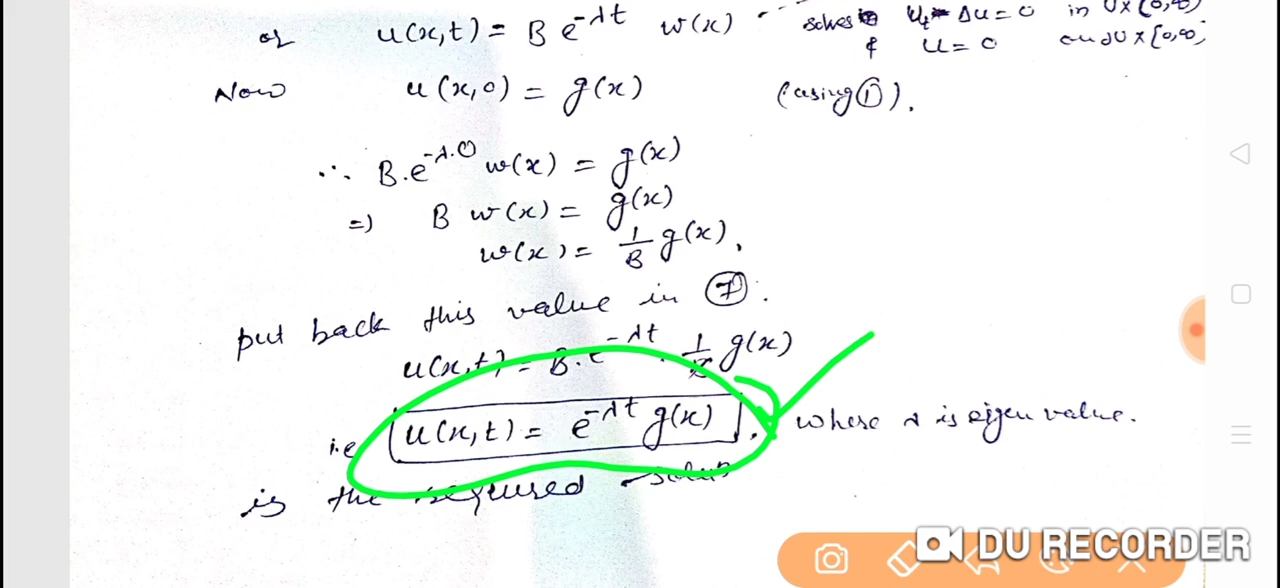 or u(x,t) = B e^{-λt} w(x) --- solves u_t - Δu = 0 in U×(0,∞)
& u = 0 on ∂U×[0,∞)
Now u(x,0) = g(x) (using ①).
∴ B.e^{-λ.0} w(x) = g(x)
=) B w(x) = g(x)
w(x) = 1/B g(x).
put back this value in ⑦.
u(x,t) = B.e^{-λt} . 1/B g(x)
i.e u(x,t) = e^{-λt} g(x) . where λ is eigen value.
is the required
DU RECORDER